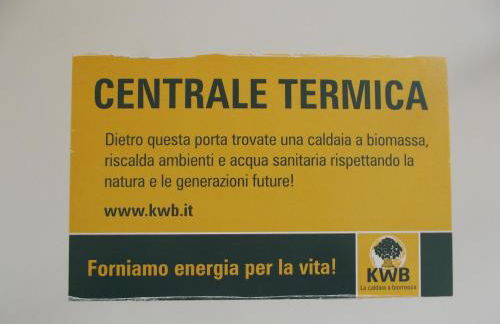 CENTRALE TERMICA
Dietro questa porta trovate una caldaia a biomassa,
riscalda ambienti e acqua sanitaria rispettando la
natura e le generazioni future!
www.kwb.it
Forniamo energia per la vita!
KWB
La caldaia a biomassa